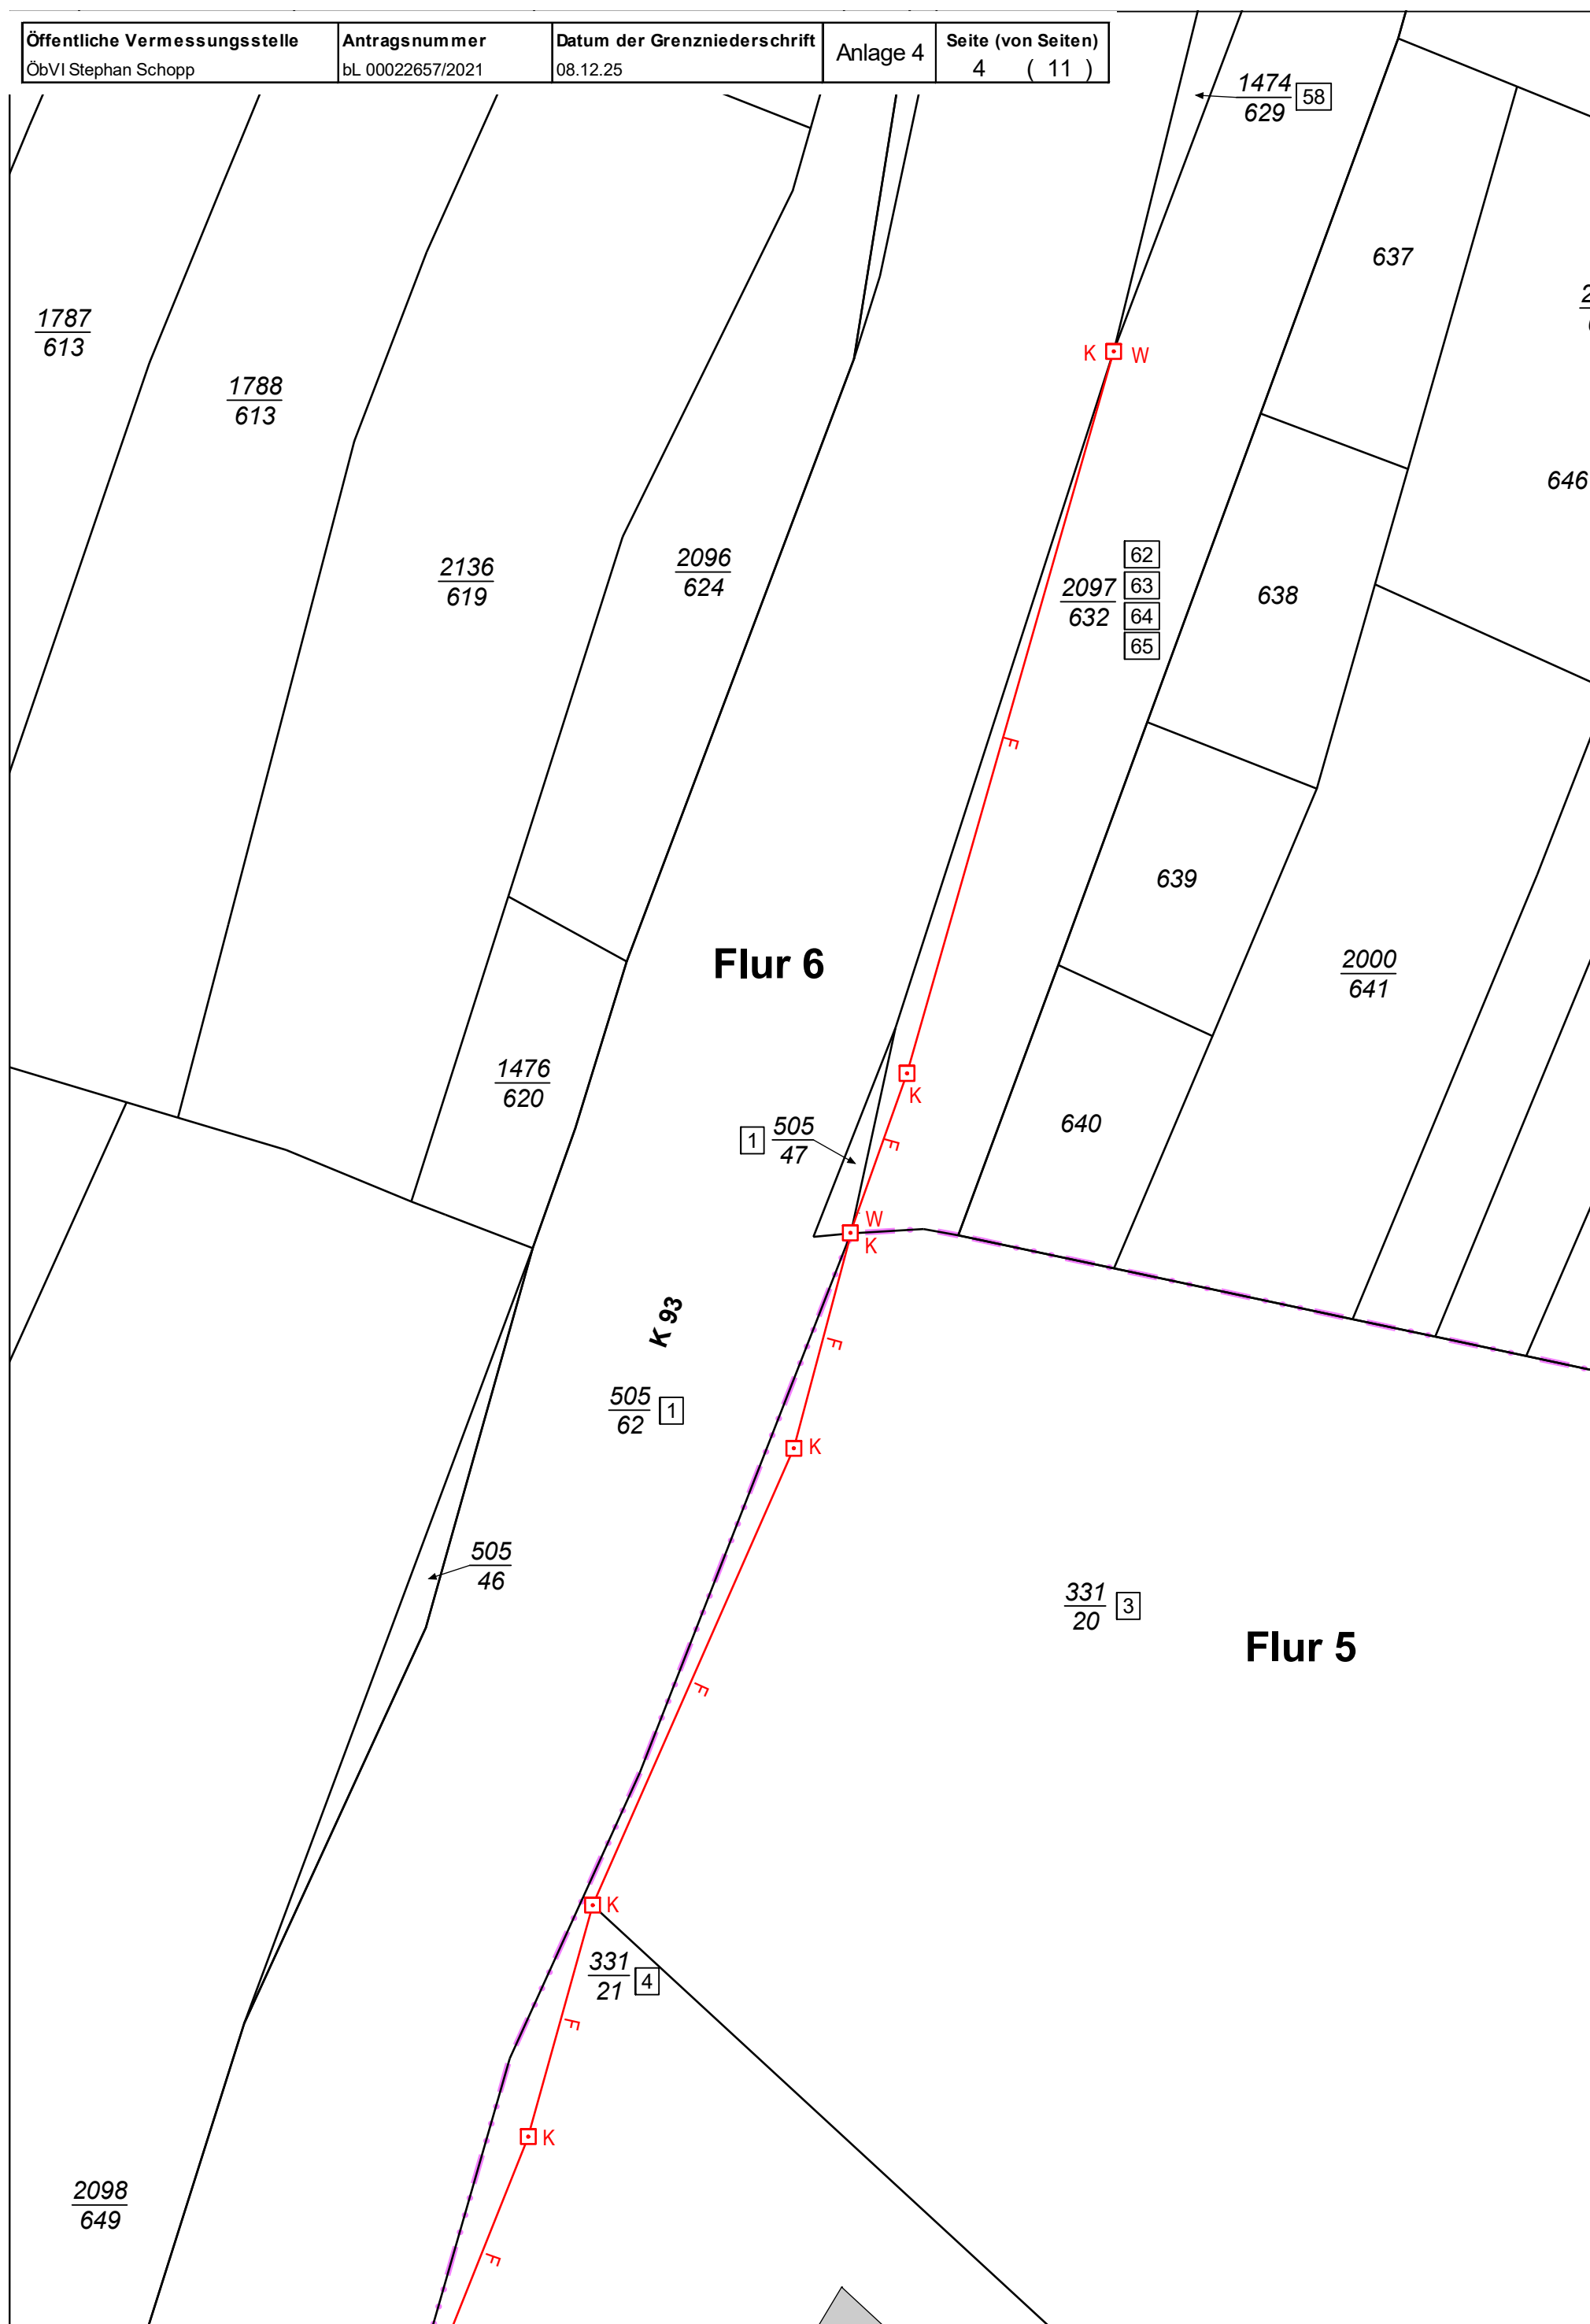 Öffentliche Vermessungsstelle
ÖbVI Stephan Schopp
Antragsnummer
bL 00022657/2021
Datum der Grenzniederschrift
08.12.25
Anlage 4
Seite (von Seiten)
4 ( 11 )
1474
629
58
637
1787
613
1788
613
K W
646
2136
619
2096
624
2097
632
62
63
64
65
638
F
639
Flur 6
2000
641
1476
620
K
640
1
505
47
F
W
K
K 93
F
505
62
1
K
505
46
331
20
3
Flur 5
F
K
331
21
4
F
K
2098
649
F